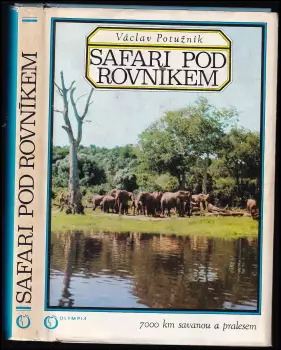 Václav Potužník
SAFARI POD
ROVNÍKEM
7000 km savanou a pralesem
SAFARI POD ROVNÍKEM
OLYMPIA